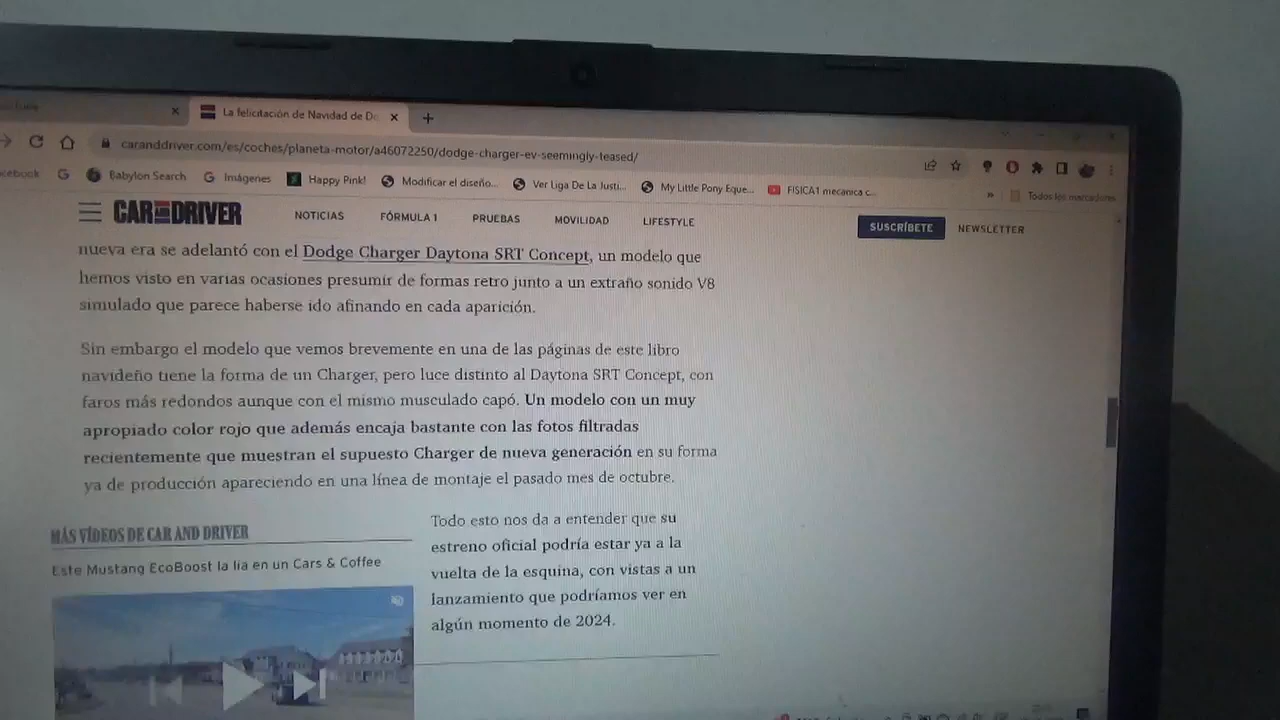 La felicitación de Navidad de Do
caranddriver.com/es/coches/planeta-motor/a46072250/dodge-charger-ev-seemingly-teased/
Babylon Search
Imágenes
Happy Pink!
Modificar el diseño...
Ver Liga De La Justi...
My Little Pony Eque...
FISICA1 mecanica c...
»
Todos los marcadores
CAR AND DRIVER
NOTICIAS
FÓRMULA 1
PRUEBAS
MOVILIDAD
LIFESTYLE
SUSCRÍBETE
NEWSLETTER
nueva era se adelantó con el Dodge Charger Daytona SRT Concept, un modelo que
hemos visto en varias ocasiones presumir de formas retro junto a un extraño sonido V8
simulado que parece haberse ido afinando en cada aparición.
Sin embargo el modelo que vemos brevemente en una de las páginas de este libro
navideño tiene la forma de un Charger, pero luce distinto al Daytona SRT Concept, con
faros más redondos aunque con el mismo musculado capó. Un modelo con un muy
apropiado color rojo que además encaja bastante con las fotos filtradas
recientemente que muestran el supuesto Charger de nueva generación en su forma
ya de producción apareciendo en una línea de montaje el pasado mes de octubre.
MÁS VÍDEOS DE CAR AND DRIVER
Este Mustang EcoBoost la lía en un Cars & Coffee
Todo esto nos da a entender que su
estreno oficial podría estar ya a la
vuelta de la esquina, con vistas a un
lanzamiento que podríamos ver en
algún momento de 2024.